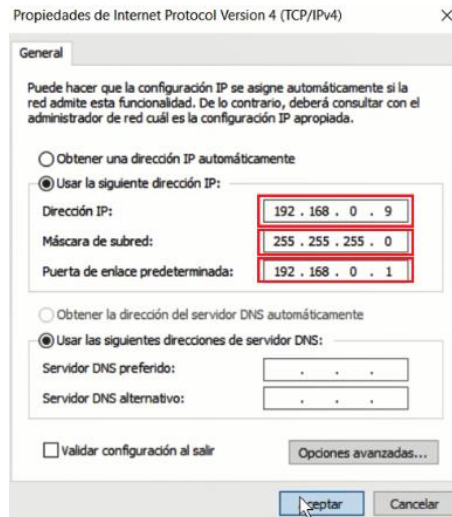 Propiedades de Internet Protocol Version 4 (TCP/IPv4)
General
Puede hacer que la configuración IP se asigne automáticamente si la
red admite esta funcionalidad. De lo contrario, deberá consultar con el
administrador de red cuál es la configuración IP apropiada.
Obtener una dirección IP automáticamente
Usar la siguiente dirección IP:
Dirección IP: 192 . 168 . 0 . 9
Máscara de subred: 255 . 255 . 255 . 0
Puerta de enlace predeterminada: 192 . 168 . 0 . 1
Obtener la dirección del servidor DNS automáticamente
Usar las siguientes direcciones de servidor DNS:
Servidor DNS preferido: . . .
Servidor DNS alternativo: . . .
Validar configuración al salir
Opciones avanzadas...
Aceptar Cancelar